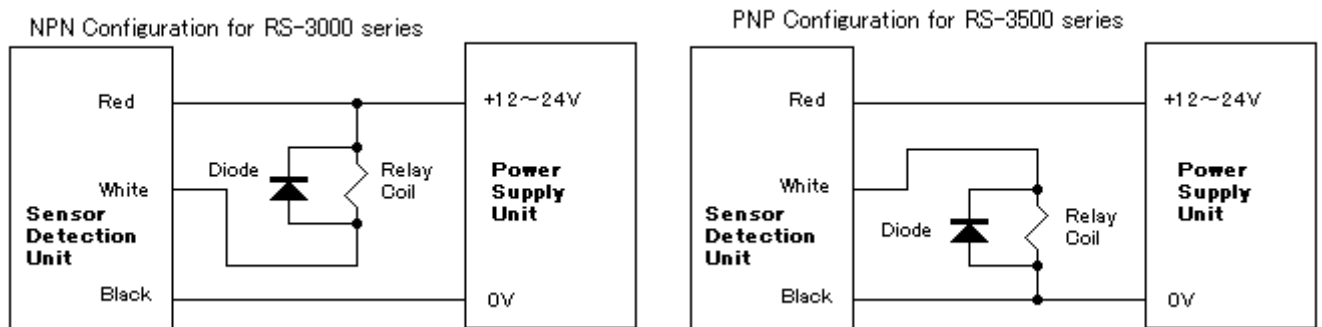 NPN Configuration for RS-3000 series
Red
+12～24V
Diode
Relay
Coil
White
Power
Supply
Unit
Sensor
Detection
Unit
Black
0V
PNP Configuration for RS-3500 series
Red
+12～24V
White
Power
Supply
Unit
Sensor
Detection
Unit
Diode
Relay
Coil
Black
0V